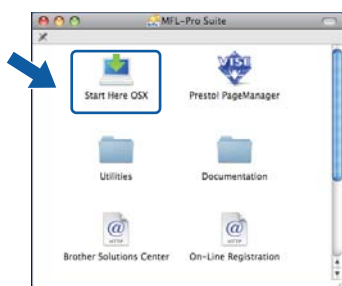 MFL-Pro Suite
Start Here OSX
Presto! PageManager
Utilities
Documentation
Brother Solutions Center
On-Line Registration